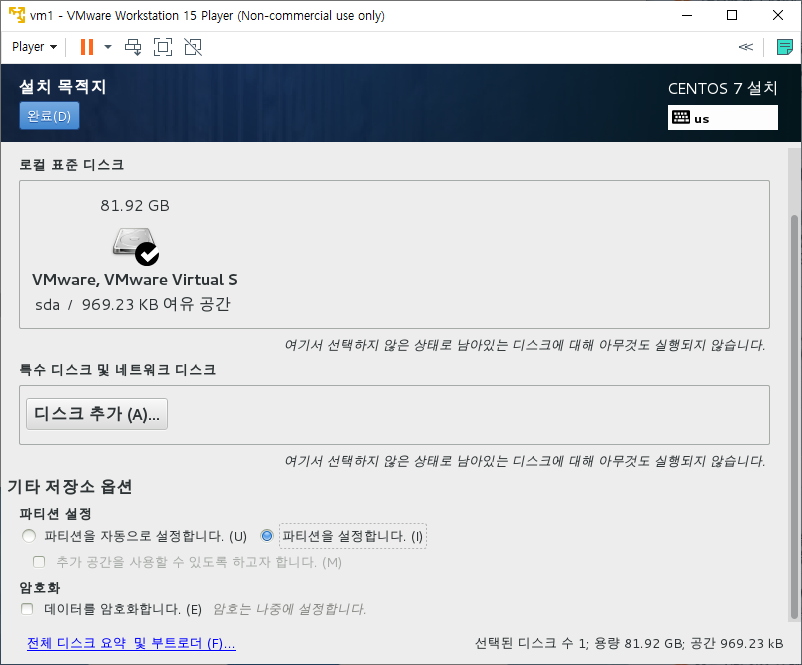 vm1 - VMware Workstation 15 Player (Non-commercial use only)
Player
설치 목적지
CENTOS 7 설치
완료(D)
us
로컬 표준 디스크
81.92 GB
VMware, VMware Virtual S
sda / 969.23 KB 여유 공간
여기서 선택하지 않은 상태로 남아있는 디스크에 대해 아무것도 실행되지 않습니다.
특수 디스크 및 네트워크 디스크
디스크 추가 (A)...
여기서 선택하지 않은 상태로 남아있는 디스크에 대해 아무것도 실행되지 않습니다.
기타 저장소 옵션
파티션 설정
파티션을 자동으로 설정합니다. (U) 파티션을 설정합니다. (I)
추가 공간을 사용할 수 있도록 하고자 합니다. (M)
암호화
데이터를 암호화합니다. (E) 암호는 나중에 설정합니다.
전체 디스크 요약 및 부트로더 (F)... 선택된 디스크 수 1; 용량 81.92 GB; 공간 969.23 kB